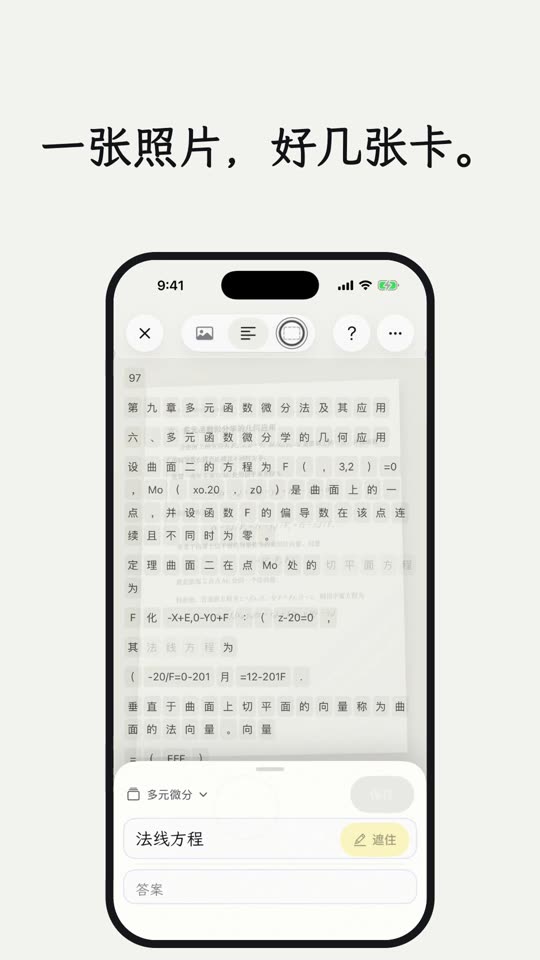 一张照片，好几张卡。
9:41
97
第九章多元函数微分法及其应用
六、多元函数微分学的几何应用
设曲面二的方程为F(,3,2)=0
,Mo(xo.20.z0)是曲面上的一
点,并设函数F的偏导数在该点连
续且不同时为零。
定理曲面二在点Mo处的切平面方程
为
F化-X+E,0-Y0+F:(z-20=0,
其法线方程为
(-20/F=0-201月=12-201F.
垂直于曲面上切平面的向量称为曲
面的法向量。向量
=(FFF)
多元微分
保存
法线方程
遮住
答案